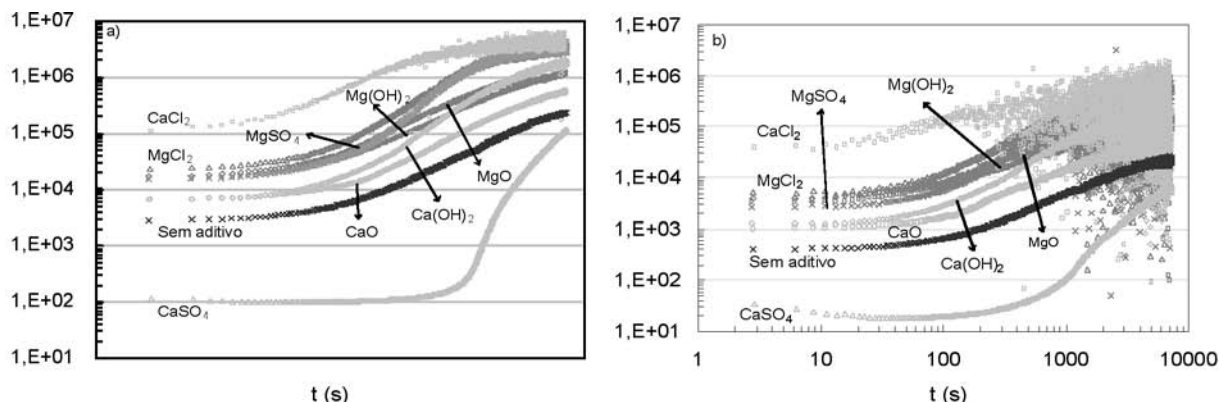 a)
1,E+07
1,E+06
1,E+05
1,E+04
1,E+03
1,E+02
1,E+01
CaCl2
MgCl2
MgSO4
Mg(OH)2
MgO
Ca(OH)2
CaO
Sem aditivo
CaSO4
t (s)
b)
1,E+07
1,E+06
1,E+05
1,E+04
1,E+03
1,E+02
1,E+01
MgSO4
Mg(OH)2
CaCl2
MgCl2
CaO
MgO
Ca(OH)2
Sem aditivo
CaSO4
1 10 100 1000 10000
t (s)